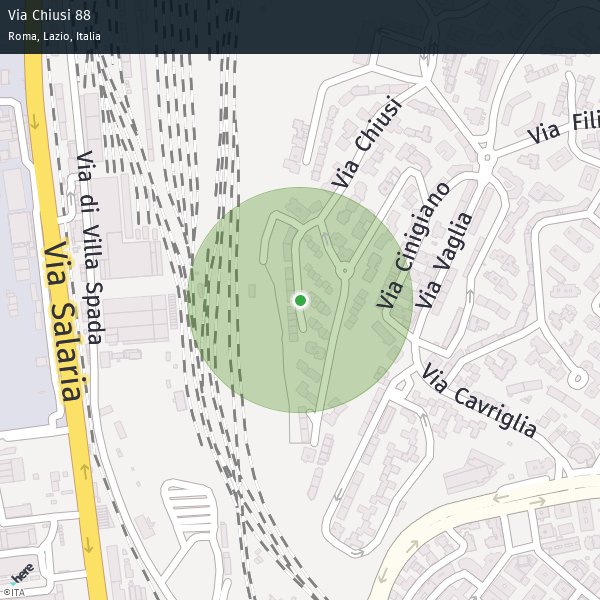 Via Chiusi 88
Roma, Lazio, Italia
Via Chiusi
Via Fili
Via di Villa Spada
Via Cinigiano
Via Vaglia
Via Salaria
Via Cavriglia
here
©ITA